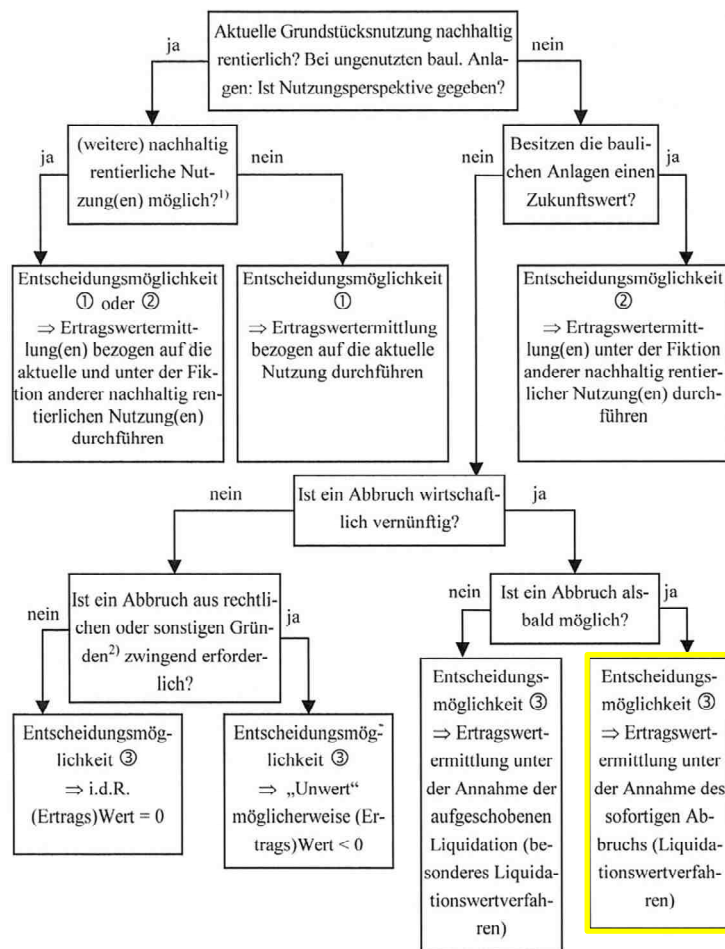 Aktuelle Grundstücksnutzung nachhaltig
rentierlich? Bei ungenutzten baul. Anla-
gen: Ist Nutzungsperspektive gegeben?
ja
nein
(weitere) nachhaltig
rentierliche Nut-
zung(en) möglich?¹⁾
ja
nein
Besitzen die bauli-
chen Anlagen einen
Zukunftswert?
nein
ja
Entscheidungsmöglichkeit
① oder ②
⇒ Ertragswertermitt-
lung(en) bezogen auf die
aktuelle und unter der Fik-
tion anderer nachhaltig ren-
tierlichen Nutzung(en)
durchführen
Entscheidungsmöglichkeit
①
⇒ Ertragswertermittlung
bezogen auf die aktuelle
Nutzung durchführen
Entscheidungsmöglichkeit
②
⇒ Ertragswertermitt-
lung(en) unter der Fiktion
anderer nachhaltig rentier-
licher Nutzung(en) durch-
führen
Ist ein Abbruch wirtschaft-
lich vernünftig?
nein
ja
Ist ein Abbruch aus rechtli-
chen oder sonstigen Grün-
den²⁾ zwingend erforder-
lich?
nein
ja
Ist ein Abbruch als-
bald möglich?
nein
ja
Entscheidungsmög-
lichkeit ③
⇒ i.d.R.
(Ertrags)Wert = 0
Entscheidungsmög-
lichkeit ③
⇒ „Unwert“
möglicherweise (Er-
trags)Wert < 0
Entscheidungs-
möglichkeit ③
⇒ Ertragswert-
ermittlung unter
der Annahme der
aufgeschobenen
Liquidation (be-
sonderes Liquida-
tionswertverfah-
ren)
Entscheidungs-
möglichkeit ③
⇒ Ertragswert-
ermittlung unter
der Annahme des
sofortigen Ab-
bruchs (Liquida-
tionswertverfah-
ren)